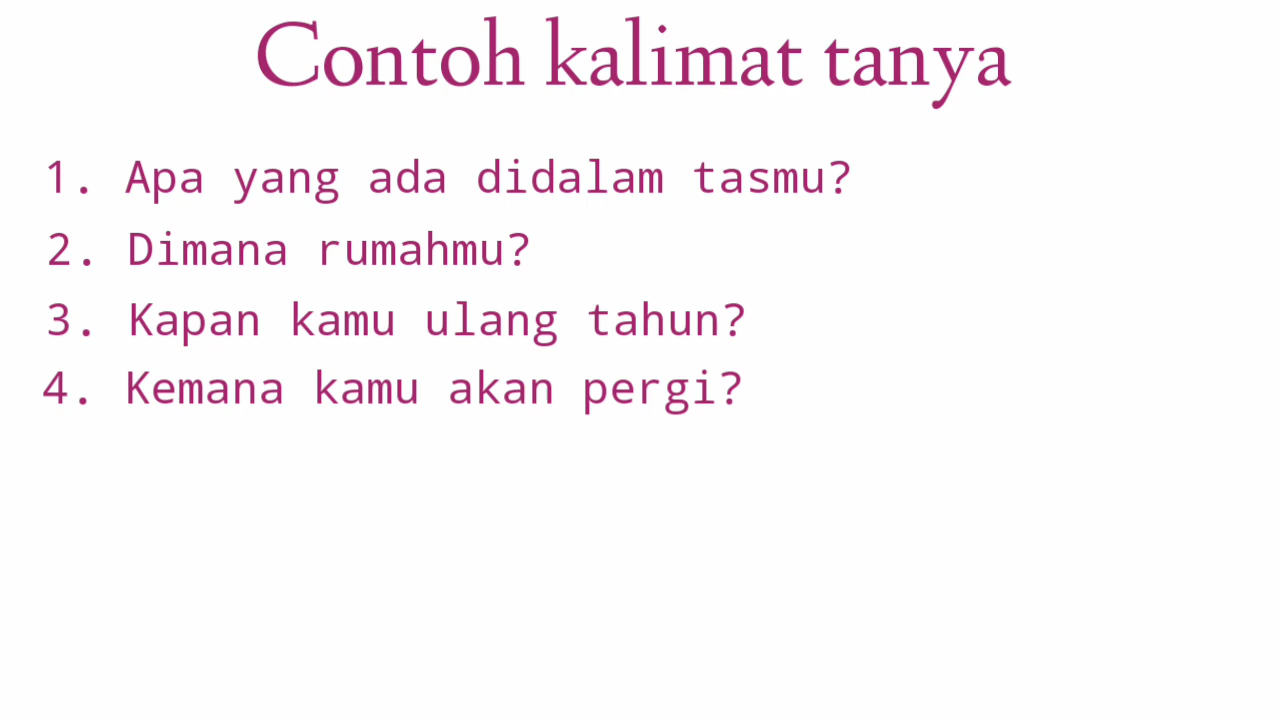 Contoh kalimat tanya
1. Apa yang ada didalam tasmu?
2. Dimana rumahmu?
3. Kapan kamu ulang tahun?
4. Kemana kamu akan pergi?